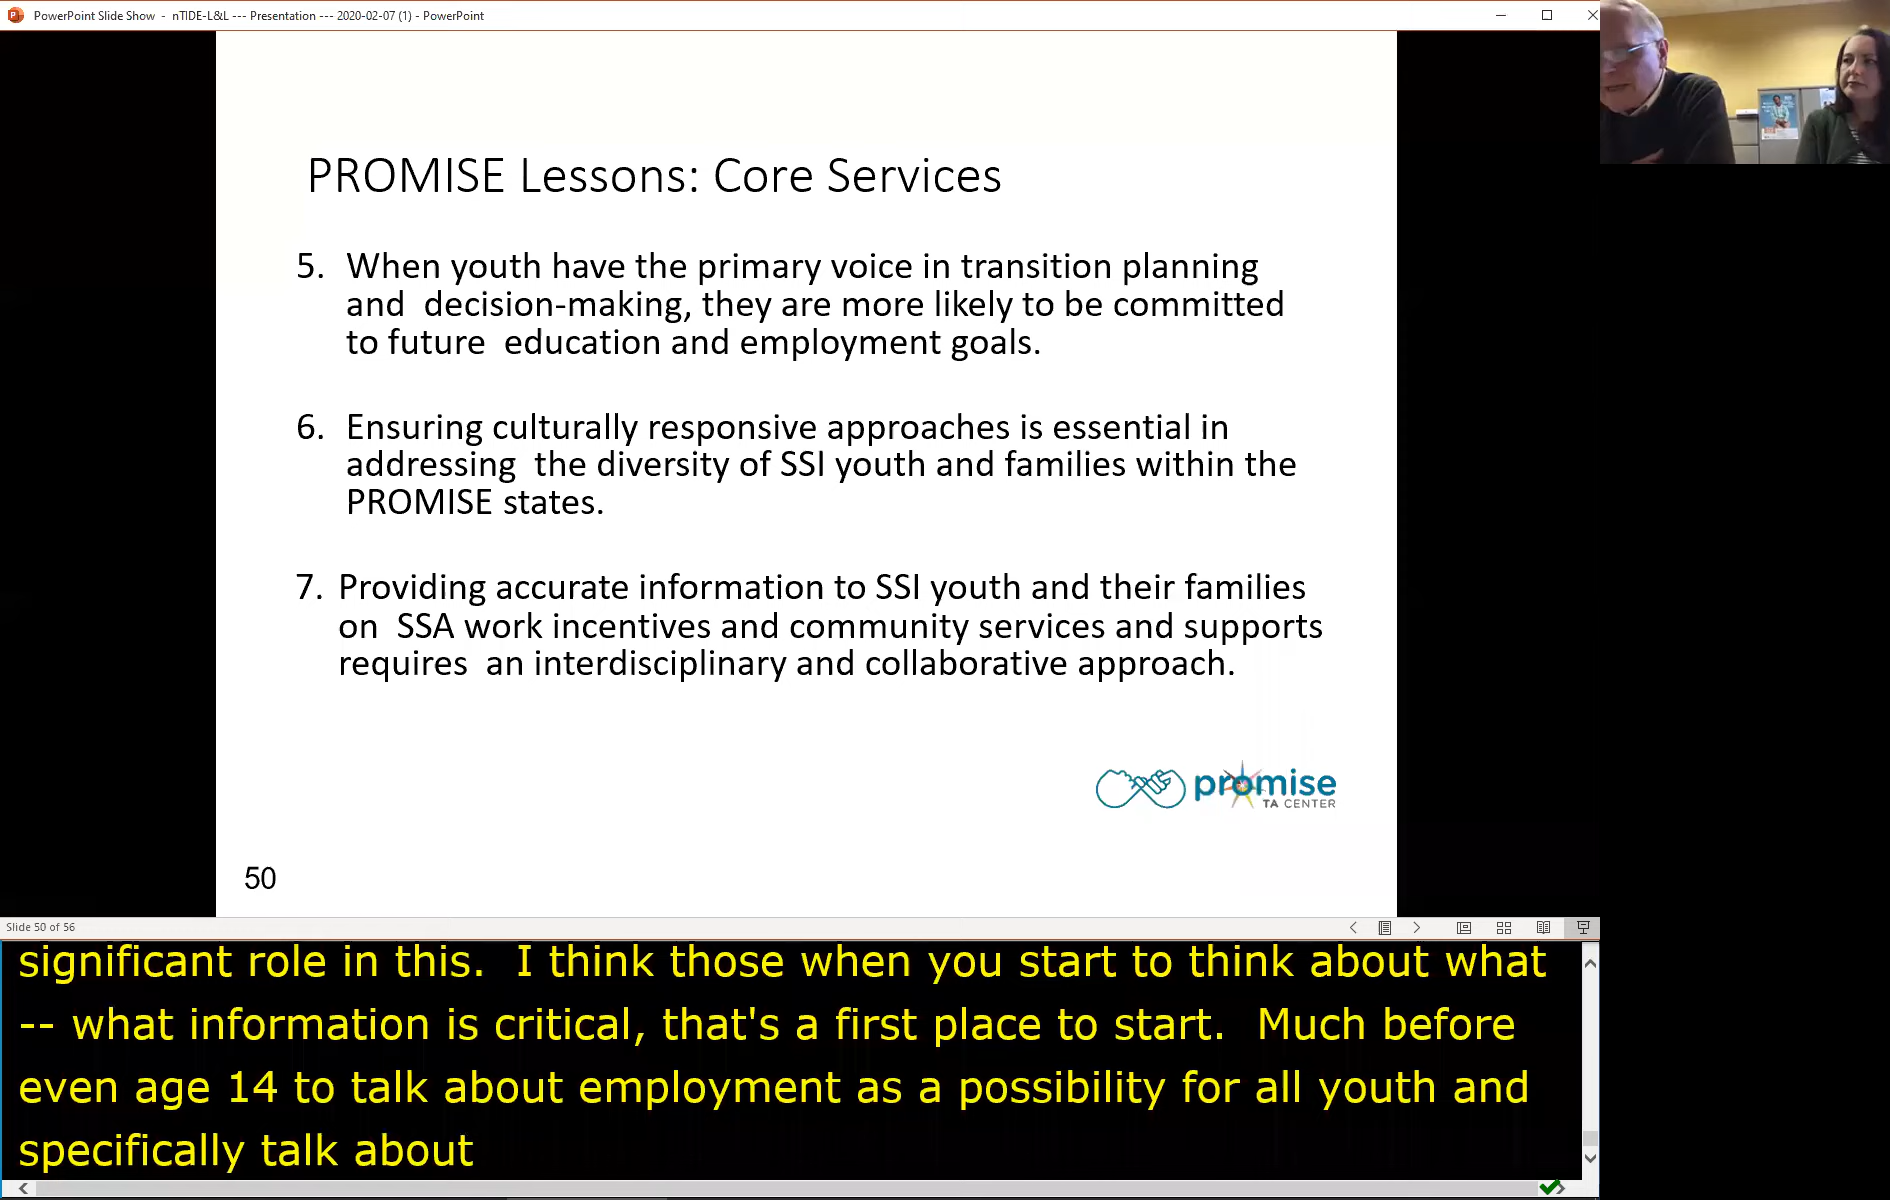 PowerPoint Slide Show - nTIDE-L&L --- Presentation --- 2020-02-07 (1) - PowerPoint
PROMISE Lessons: Core Services
5. When youth have the primary voice in transition planning
and decision-making, they are more likely to be committed
to future education and employment goals.
6. Ensuring culturally responsive approaches is essential in
addressing the diversity of SSI youth and families within the
PROMISE states.
7. Providing accurate information to SSI youth and their families
on SSA work incentives and community services and supports
requires an interdisciplinary and collaborative approach.
promise
TA CENTER
50
Slide 50 of 56
significant role in this. I think those when you start to think about what
-- what information is critical, that's a first place to start. Much before
even age 14 to talk about employment as a possibility for all youth and
specifically talk about